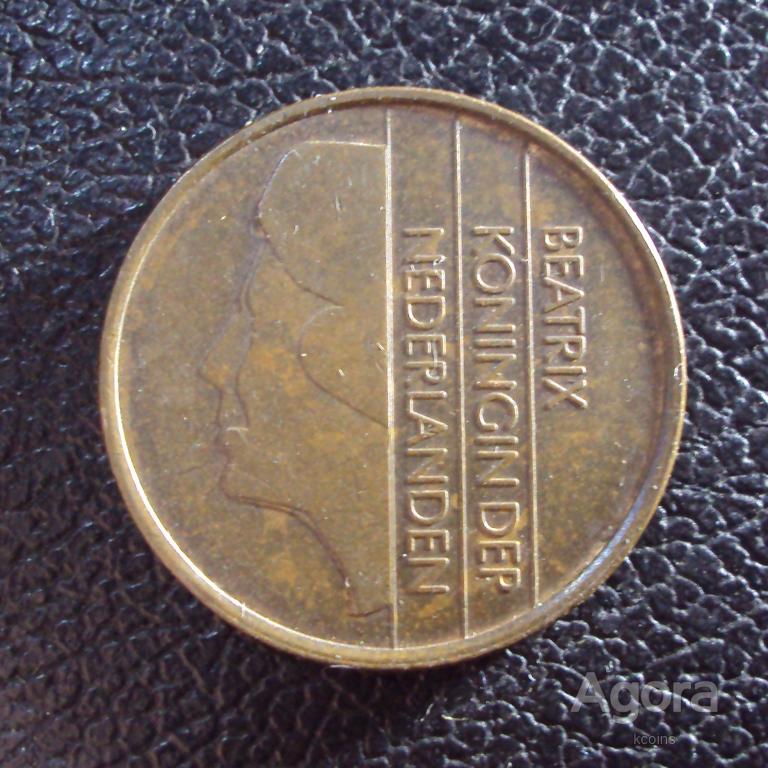 BEATRIX
KONINGIN DER
NEDERLANDEN
Agora
kcoins